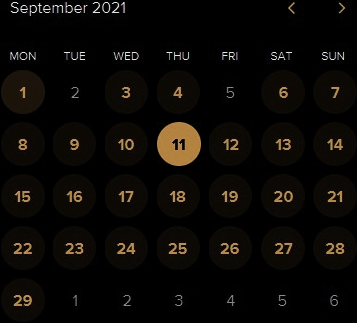 September 2021
MON TUE WED THU FRI SAT SUN
1 2 3 4 5 6 7
8 9 10 11 12 13 14
15 16 17 18 19 20 21
22 23 24 25 26 27 28
29 1 2 3 4 5 6